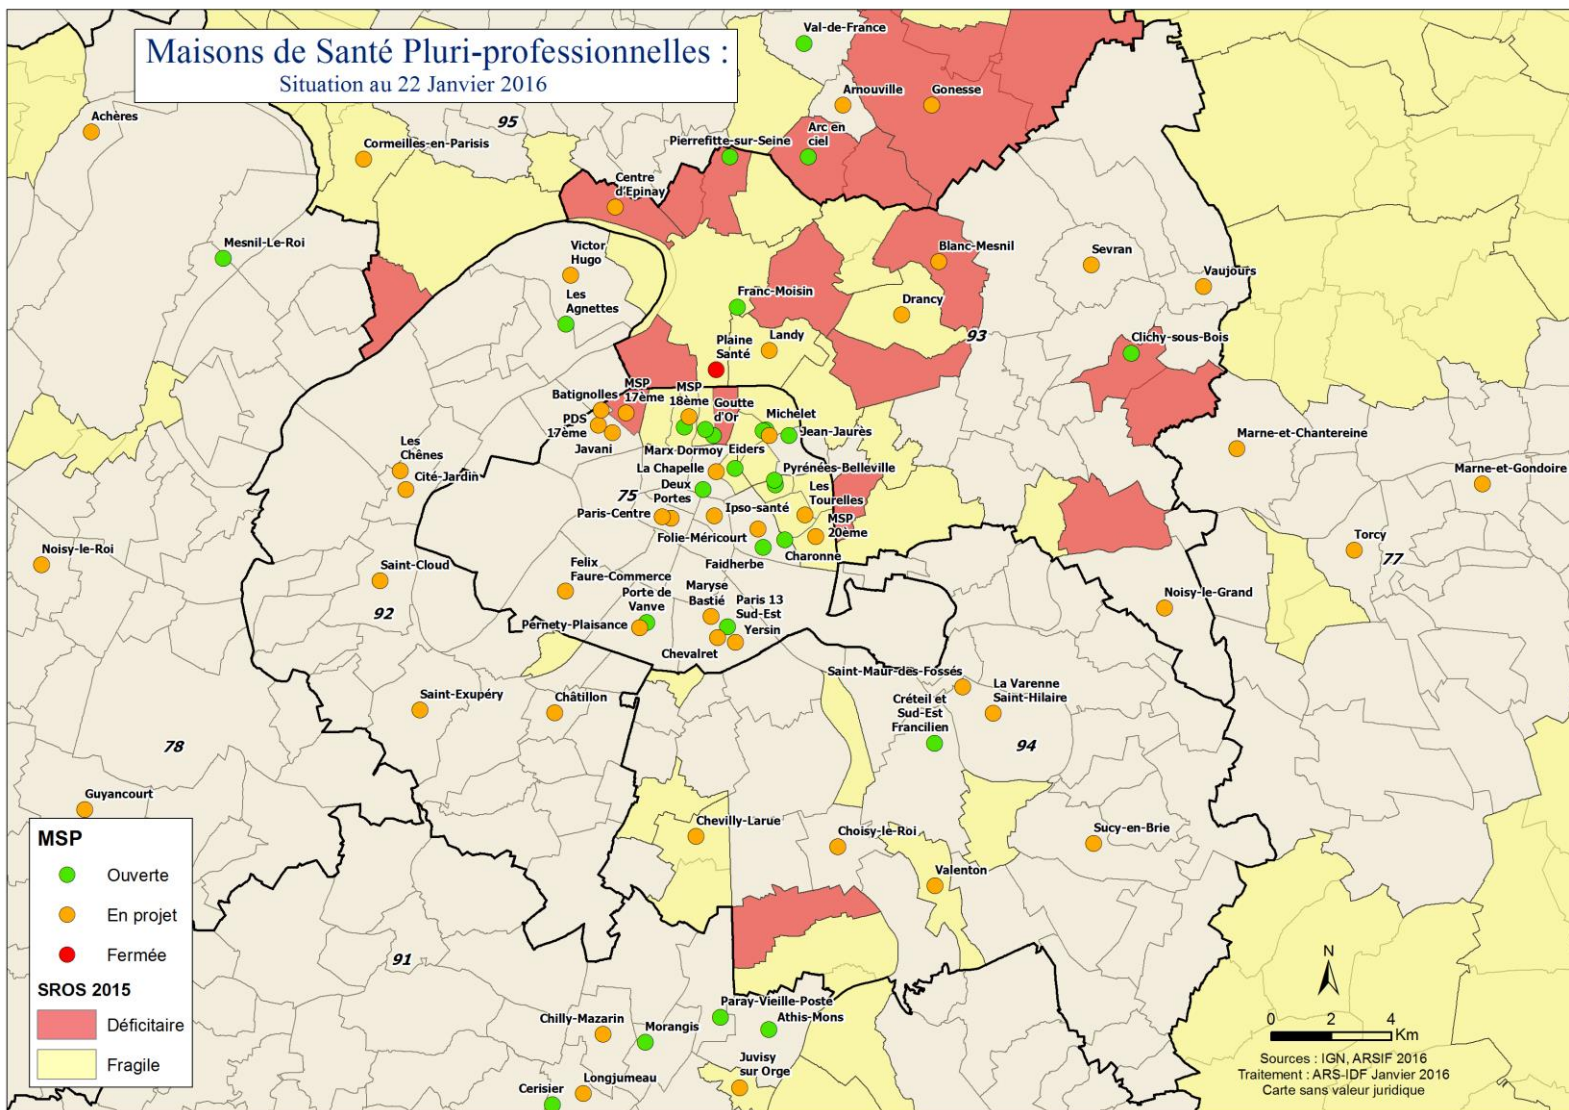 Maisons de Santé Pluri-professionnelles :
Situation au 22 Janvier 2016
Val-de-France
Achères
95
Arnouville
Gonesse
Cormeilles-en-Parisis
Pierrefitte-sur-Seine
Arc en
ciel
Centre
d'Epinay
Mesnil-Le-Roi
Victor
Hugo
Blanc-Mesnil
Sevran
Vaujours
Les
Agnettes
Franc-Moisin
Drancy
93
Plaine
Santé
Landy
Clichy-sous-Bois
Batignolles
MSP
17ème
MSP
18ème
Goutte
d'Or
Michelet
PDS
17ème
Jean-Jaurès
Javani
Marx-Dormoy
Eiders
Les
Chênes
Cité-Jardin
La Chapelle
Pyrénées-Belleville
Marne-et-Chantereine
Marne-et-Gondoire
Deux
Portes
75
Les
Tourelles
Paris-Centre
Ipso-santé
MSP
20ème
Folie-Méricourt
Charonne
Torcy
77
Noisy-le-Roi
Saint-Cloud
Felix
Faure-Commerce
Faidherbe
92
Porte de
Vanve
Maryse
Bastié
Paris 13
Sud-Est
Noisy-le-Grand
Pernety-Plaisance
Yersin
Chevalret
Saint-Maur-des-Fossés
La Varenne
Saint-Hilaire
Saint-Exupéry
Châtillon
Créteil et
Sud-Est
Francilien
78
94
Guyancourt
Chevilly-Larue
Choisy-le-Roi
Sucy-en-Brie
Valenton
MSP
Ouverte
En projet
Fermée
SROS 2015
Déficitaire
Fragile
91
Paray-Vieille-Poste
Chilly-Mazarin
Morangis
Athis-Mons
Juvisy
sur Orge
Cerisier
Longjumeau
N
0 2 4
Km
Sources : IGN, ARSIF 2016
Traitement : ARS-IDF Janvier 2016
Carte sans valeur juridique